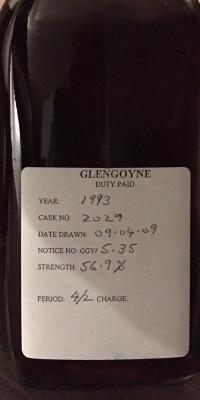 GLENGOYNE
DUTY PAID
YEAR: 1993
CASK NO: 2029
DATE DRAWN: 09.04.09
NOTICE NO: GGY/ 5.35
STRENGTH: 56.9%
PERIOD: 4/2 CHARGE: